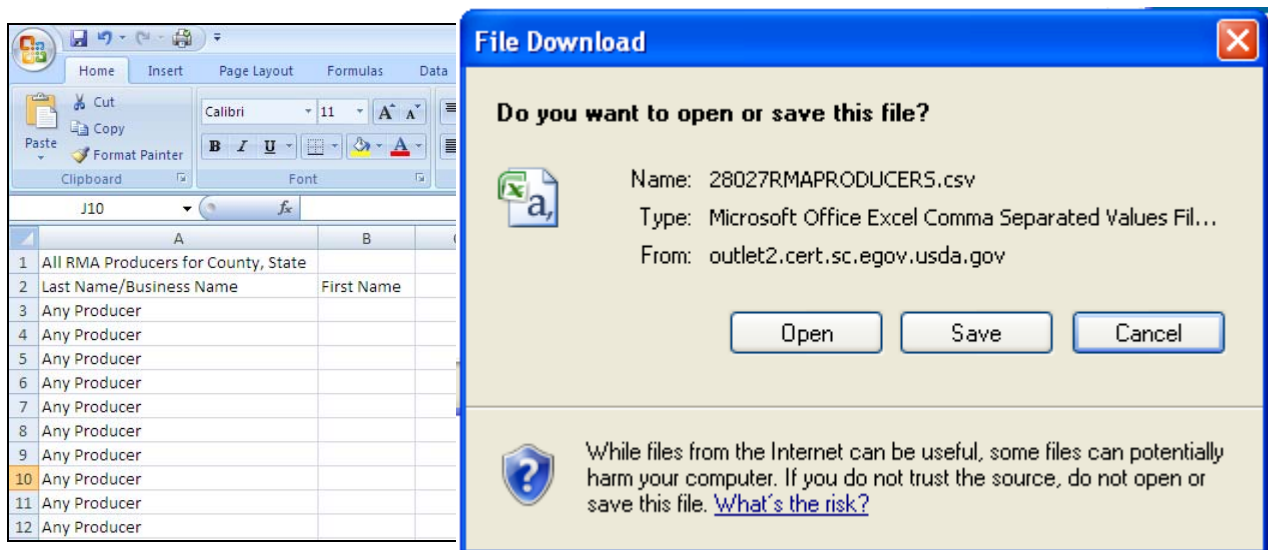 Home Insert Page Layout Formulas Data
Cut
Copy
Paste
Format Painter
Clipboard
Calibri 11 A A
B I U A
Font
J10 fx
A B
1 All RMA Producers for County, State
2 Last Name/Business Name First Name
3 Any Producer
4 Any Producer
5 Any Producer
6 Any Producer
7 Any Producer
8 Any Producer
9 Any Producer
10 Any Producer
11 Any Producer
12 Any Producer
File Download
Do you want to open or save this file?
a,
Name: 28027RMAPRODUCERS.csv
Type: Microsoft Office Excel Comma Separated Values Fil...
From: outlet2.cert.sc.egov.usda.gov
Open Save Cancel
While files from the Internet can be useful, some files can potentially
harm your computer. If you do not trust the source, do not open or
save this file. What's the risk?